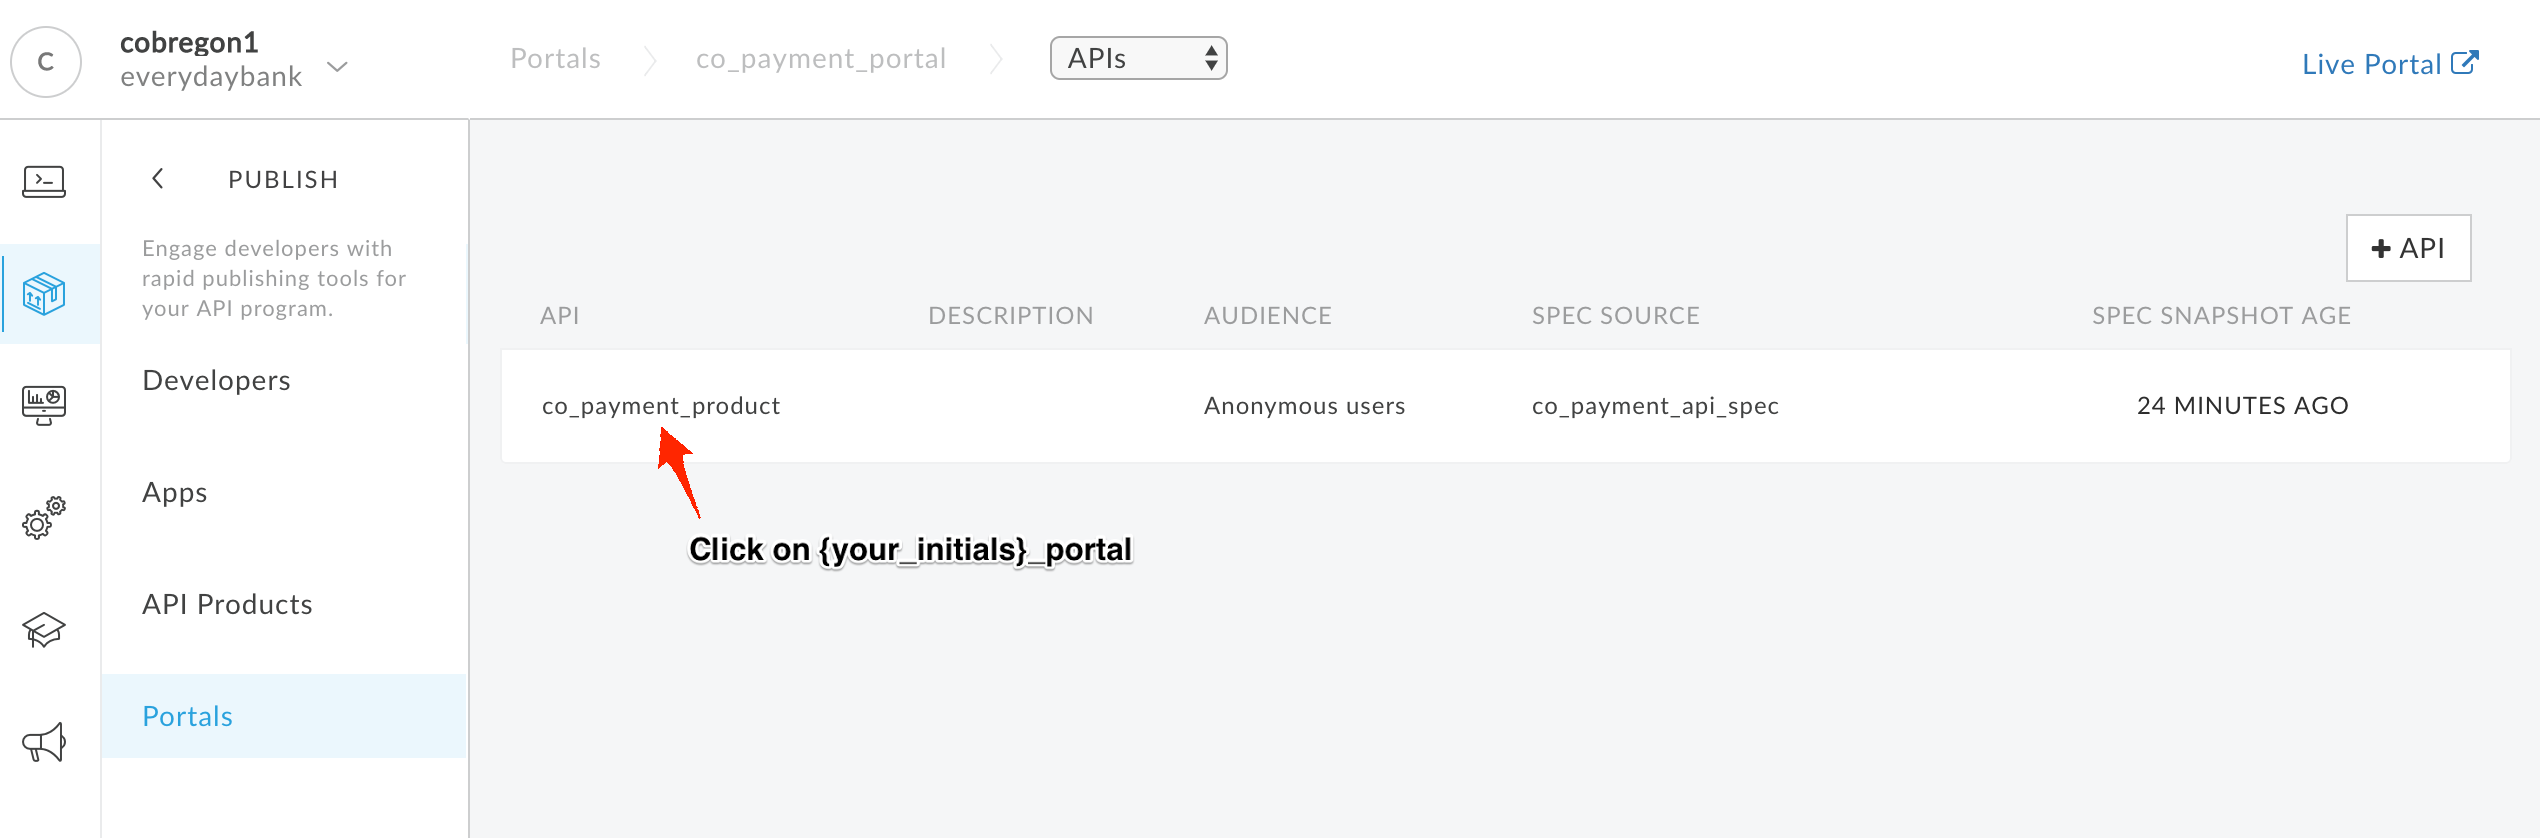 C
cobregon1
everydaybank
Portals
co_payment_portal
APIs
Live Portal
PUBLISH
Engage developers with
rapid publishing tools for
your API program.
Developers
Apps
API Products
Portals
+ API
API DESCRIPTION AUDIENCE SPEC SOURCE SPEC SNAPSHOT AGE
co_payment_product Anonymous users co_payment_api_spec 24 MINUTES AGO
Click on {your_initials}_portal